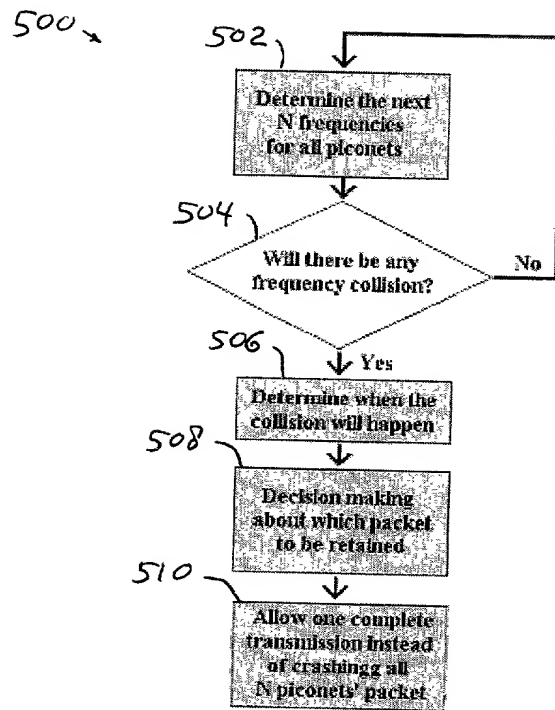 500
502
Determine the next
N frequencies
for all piconets
504
Will there be any
frequency collision?
No
506
Yes
Determine when the
collision will happen
508
Decision making
about which packet
to be retained
510
Allow one complete
transmission instead
of crashingg all
N piconets' packet